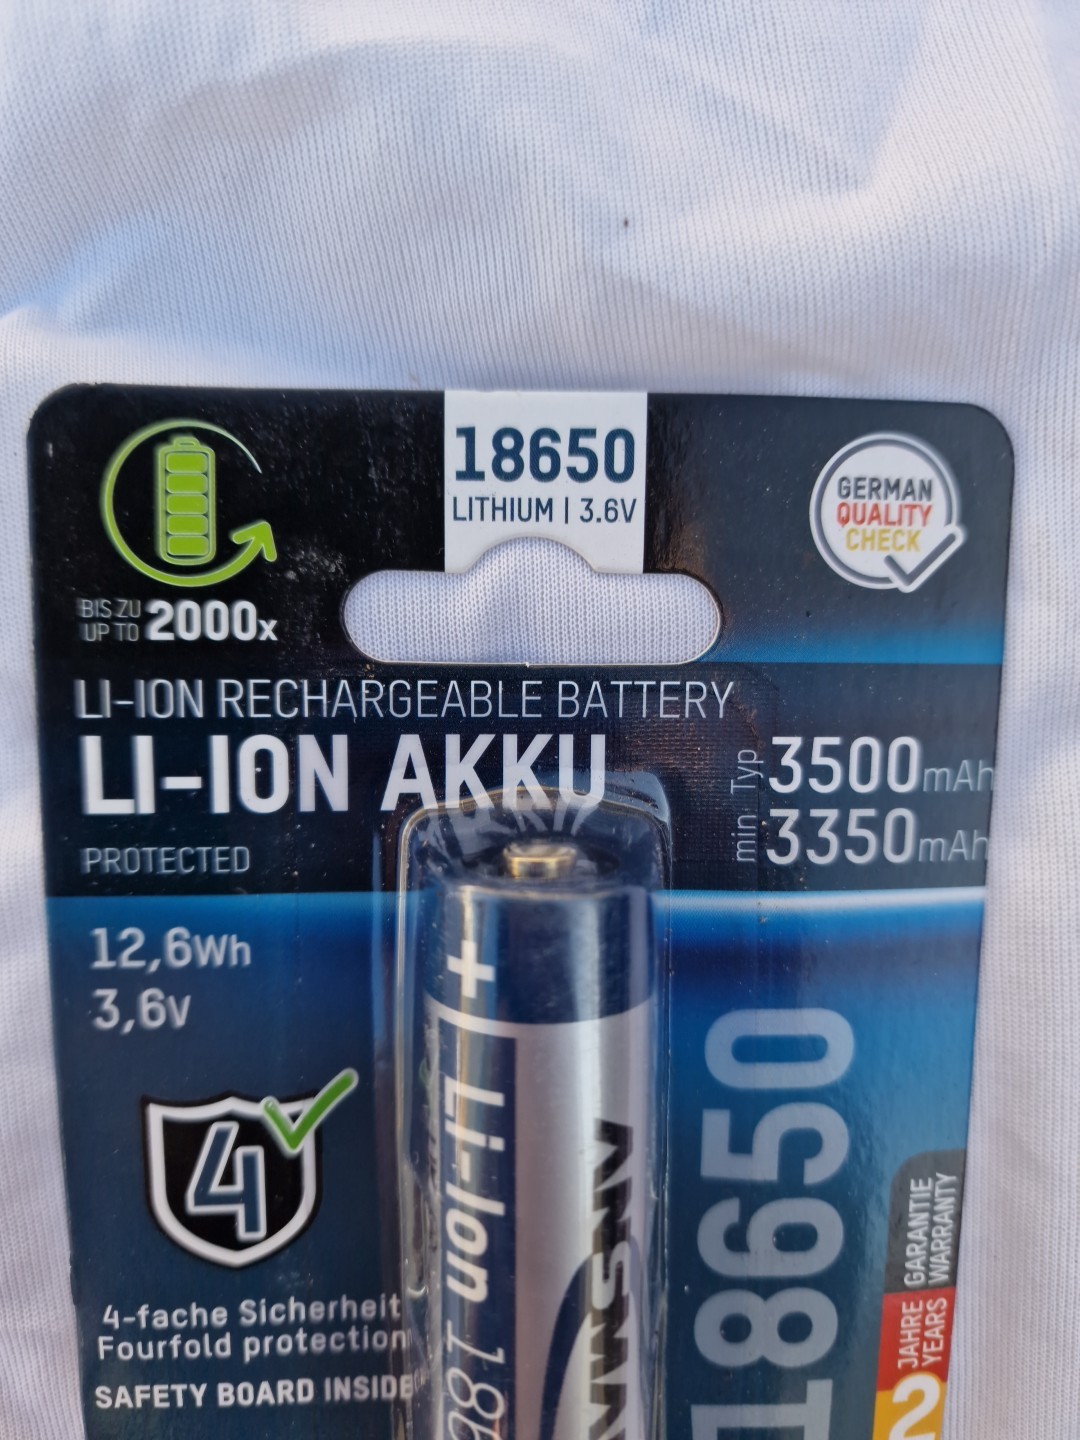 18650
LITHIUM | 3.6V
GERMAN
QUALITY
CHECK
BIS ZU
UP TO 2000x
LI-ION RECHARGEABLE BATTERY
LI-ION AKKU
PROTECTED
Typ 3500mAh
min 3350mAh
12,6Wh
3,6V
4
4-fache Sicherheit
Fourfold protection
SAFETY BOARD INSIDE
+
Li-Ion 186
ANSMANN
18650
2 JAHRE GARANTIE
YEARS WARRANTY